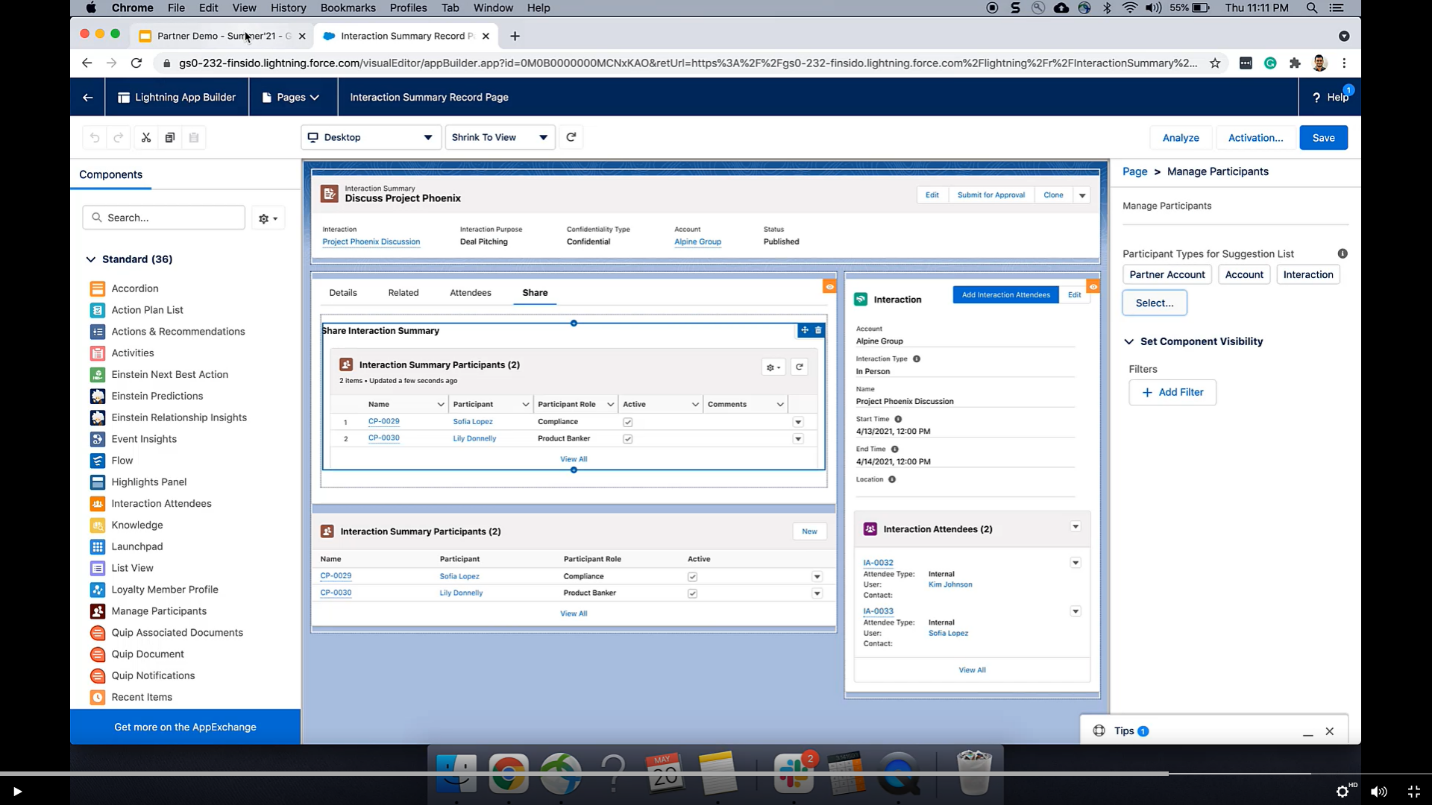 Chrome File Edit View History Bookmarks Profiles Tab Window Help 55% Thu 11:11 PM
Partner Demo - Summer'21 - G Interaction Summary Record P
gs0-232-finsido.lightning.force.com/visualEditor/appBuilder.app?id=0M0B0000000MCNxKAO&retUrl=https%3A%2F%2Fgs0-232-finsido.lightning.force.com%2Flightning%2Fr%2FInteractionSummary%2...
Lightning App Builder Pages Interaction Summary Record Page ? Help 1
Desktop Shrink To View Analyze Activation... Save
Components
Search...
Standard (36)
Accordion
Action Plan List
Actions & Recommendations
Activities
Einstein Next Best Action
Einstein Predictions
Einstein Relationship Insights
Event Insights
Flow
Highlights Panel
Interaction Attendees
Knowledge
Launchpad
List View
Loyalty Member Profile
Manage Participants
Quip Associated Documents
Quip Document
Quip Notifications
Recent Items
Get more on the AppExchange
Interaction Summary
Discuss Project Phoenix
Edit Submit for Approval Clone
Interaction Interaction Purpose Confidentiality Type Account Status
Project Phoenix Discussion Deal Pitching Confidential Alpine Group Published
Details Related Attendees Share
Share Interaction Summary
Interaction Summary Participants (2)
2 items • Updated a few seconds ago
Name Participant Participant Role Active Comments
1 CP-0029 Sofia Lopez Compliance
2 CP-0030 Lily Donnelly Product Banker
View All
Interaction Summary Participants (2) New
Name Participant Participant Role Active
CP-0029 Sofia Lopez Compliance
CP-0030 Lily Donnelly Product Banker
View All
Interaction Add Interaction Attendees Edit
Account
Alpine Group
Interaction Type
In Person
Name
Project Phoenix Discussion
Start Time
4/13/2021, 12:00 PM
End Time
4/14/2021, 12:00 PM
Location
Interaction Attendees (2)
IA-0032
Attendee Type: Internal
User: Kim Johnson
Contact:
IA-0033
Attendee Type: Internal
User: Sofia Lopez
Contact:
View All
Page > Manage Participants
Manage Participants
Participant Types for Suggestion List
Partner Account Account Interaction
Select...
Set Component Visibility
Filters
+ Add Filter
Tips 1
MAY
20
2
HD